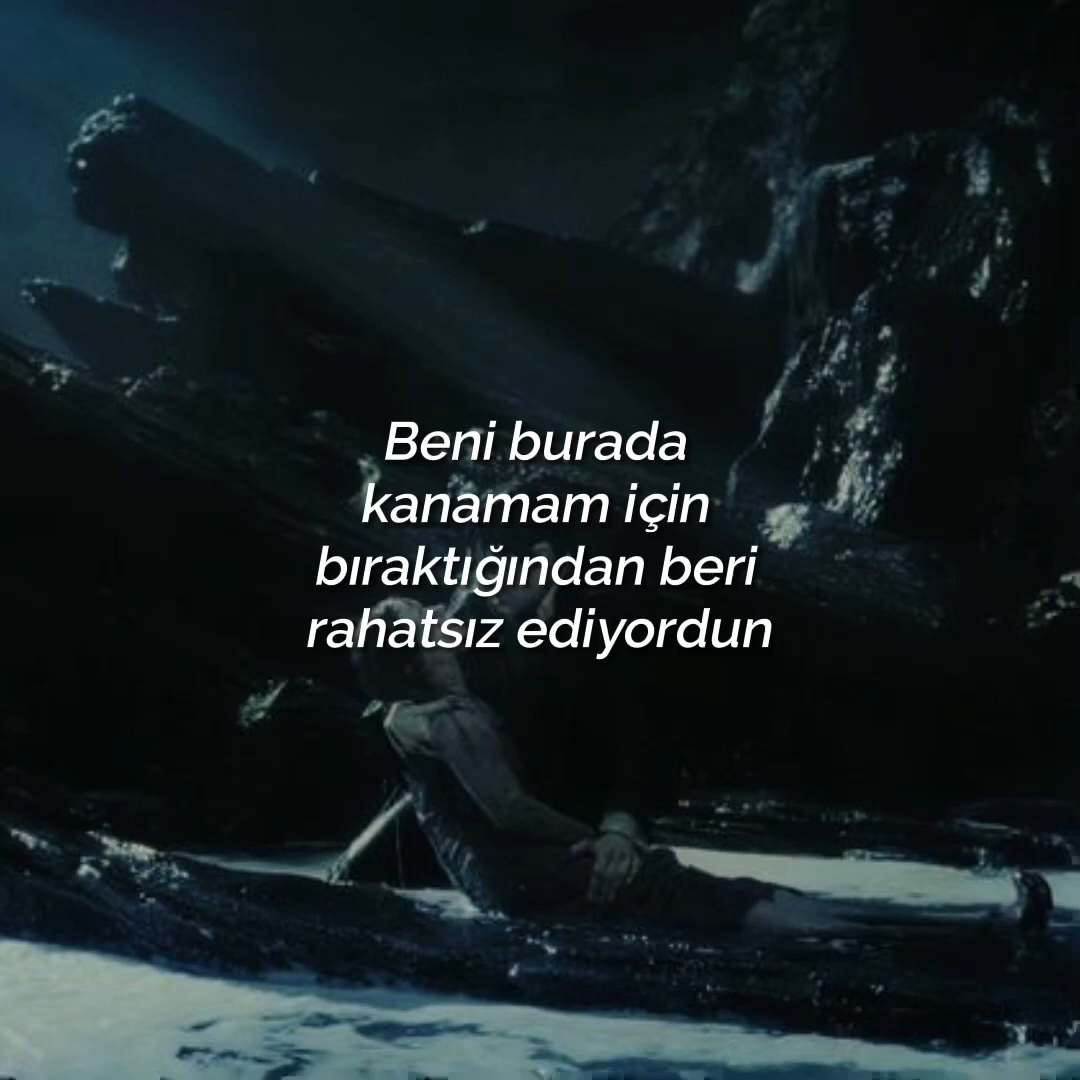 Beni burada
kanamam için
bıraktığından beri
rahatsız ediyordun